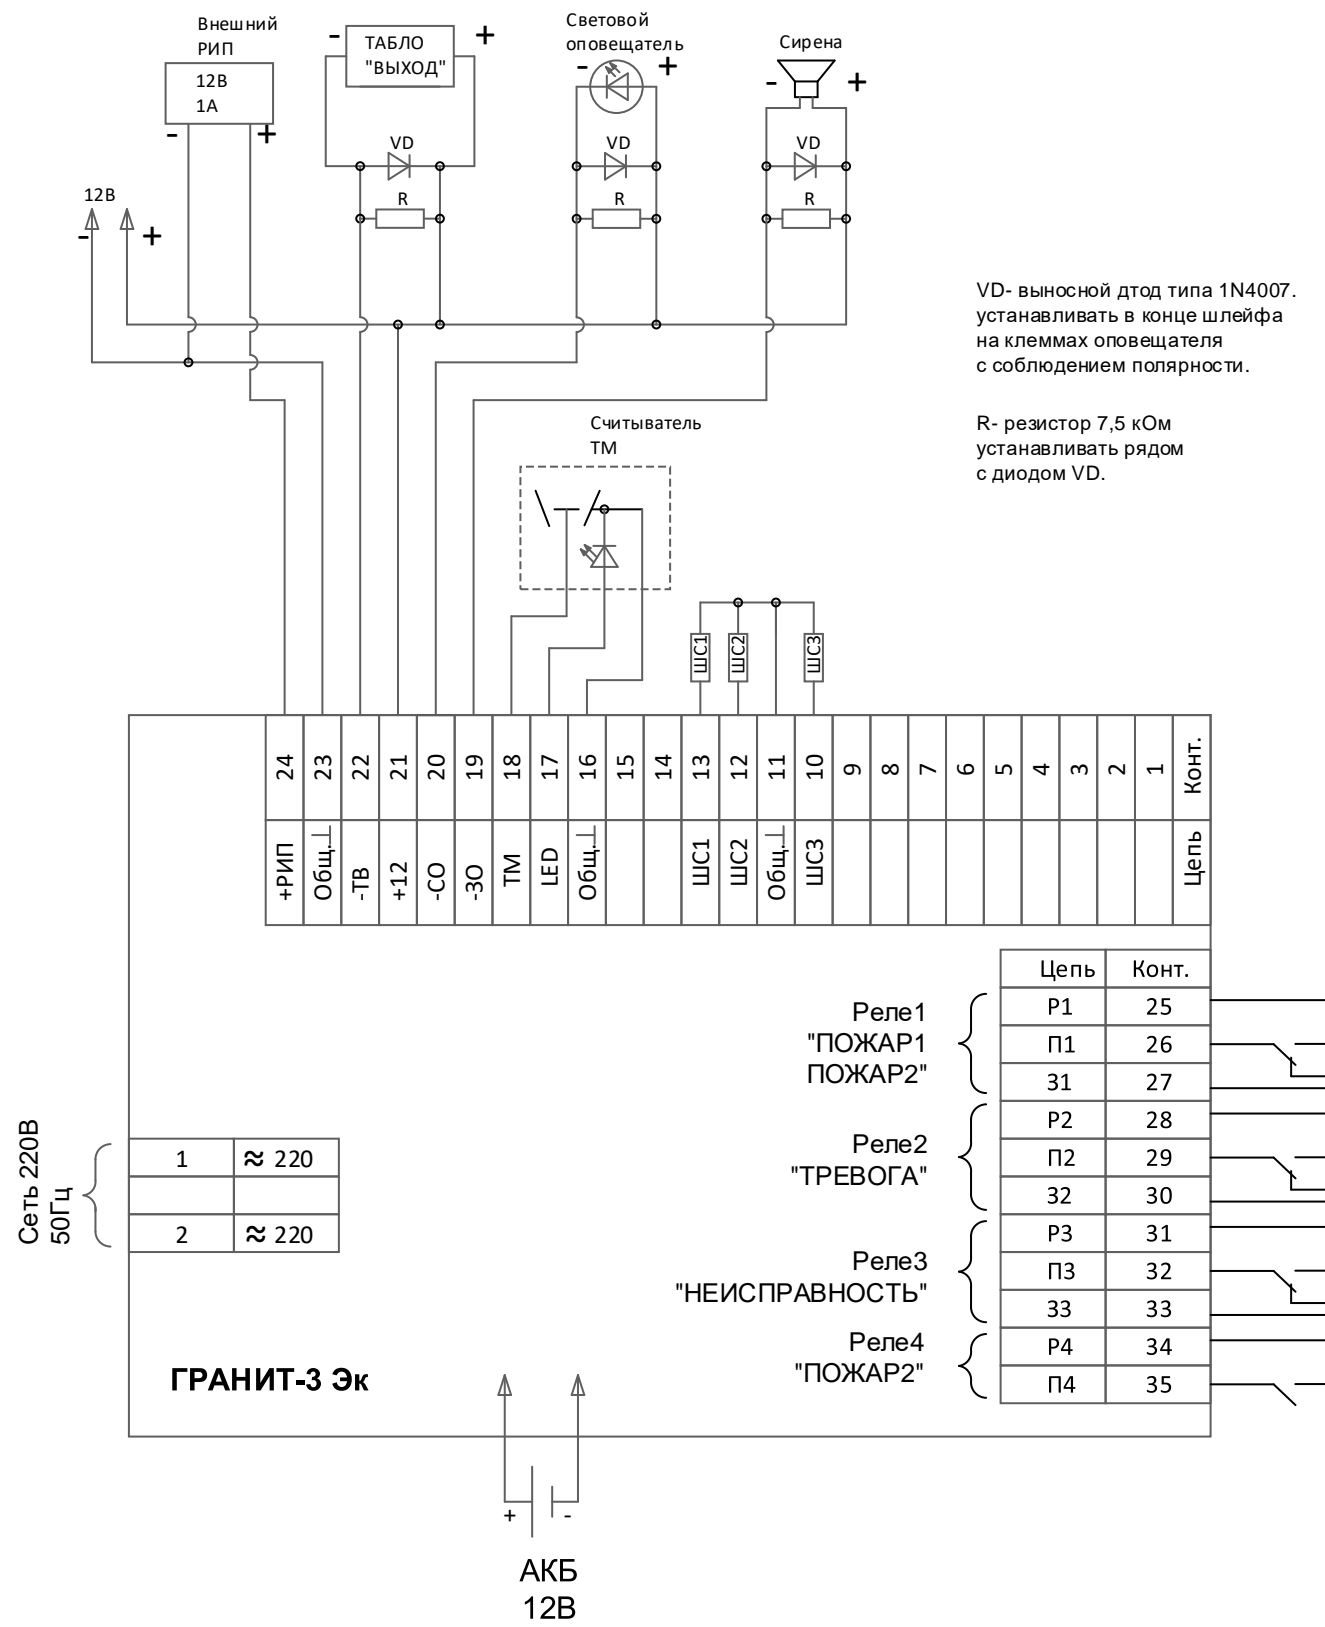 Внешний
РИП
12В
1А
-
+
-
ТАБЛО
"ВЫХОД"
+
Световой
оповещатель
-
+
Сирена
-
+
VD
R
VD
R
VD
R
12В
-
+
VD- выносной дтод типа 1N4007.
устанавливать в конце шлейфа
на клеммах оповещателя
с соблюдением полярности.
R- резистор 7,5 кОм
устанавливать рядом
с диодом VD.
Считыватель
ТМ
ШС1
ШС2
ШС3
24 23 22 21 20 19 18 17 16 15 14 13 12 11 10 9 8 7 6 5 4 3 2 1 Конт.
+РИП Общ.⊥ -ТВ +12 -СО -ЗО ТМ LED Общ.⊥ ШС1 ШС2 Общ.⊥ ШС3 Цепь
Цепь Конт.
Р1 25
П1 26
З1 27
Р2 28
П2 29
З2 30
Р3 31
П3 32
З3 33
Р4 34
П4 35
Реле1
"ПОЖАР1
ПОЖАР2"
Реле2
"ТРЕВОГА"
Реле3
"НЕИСПРАВНОСТЬ"
Реле4
"ПОЖАР2"
Сеть 220В
50Гц
1 ≈ 220
2 ≈ 220
ГРАНИТ-3 Эк
+
-
АКБ
12В